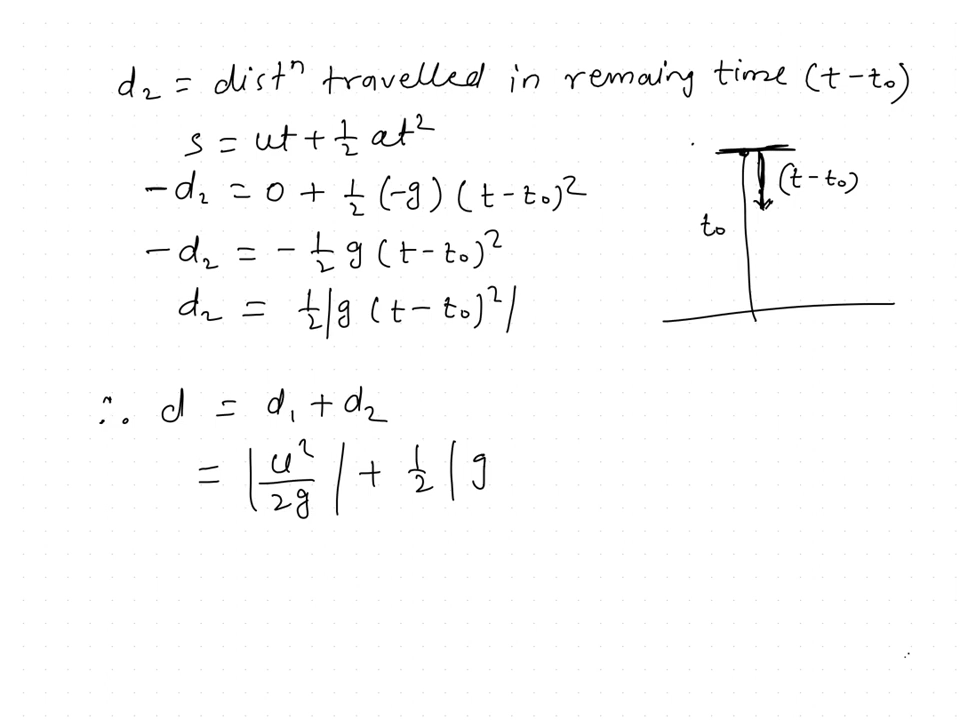 d₂ = distⁿ travelled in remaing time (t-t₀)
s = ut + ½ at²
-d₂ = 0 + ½ (-g) (t-t₀)²
-d₂ = - ½ g (t-t₀)²
d₂ = ½|g (t-t₀)²|
(t-t₀)
t₀
∴ d = d₁ + d₂
= |u²/2g| + ½ |g